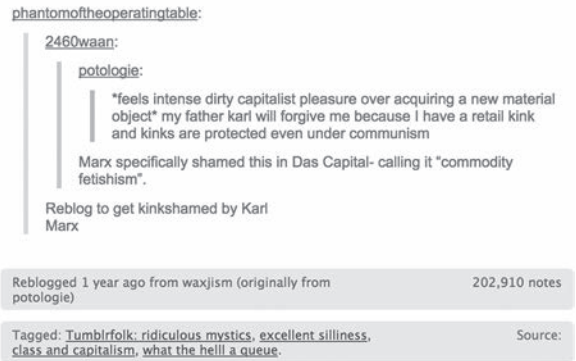 phantomoftheoperatingtable:
2460waan:
potologie:
*feels intense dirty capitalist pleasure over acquiring a new material
object* my father karl will forgive me because I have a retail kink
and kinks are protected even under communism
Marx specifically shamed this in Das Capital- calling it "commodity
fetishism".
Reblog to get kinkshamed by Karl
Marx
Reblogged 1 year ago from waxjism (originally from
potologie)
202,910 notes
Tagged: Tumblrfolk: ridiculous mystics, excellent silliness,
class and capitalism, what the helll a queue.
Source: